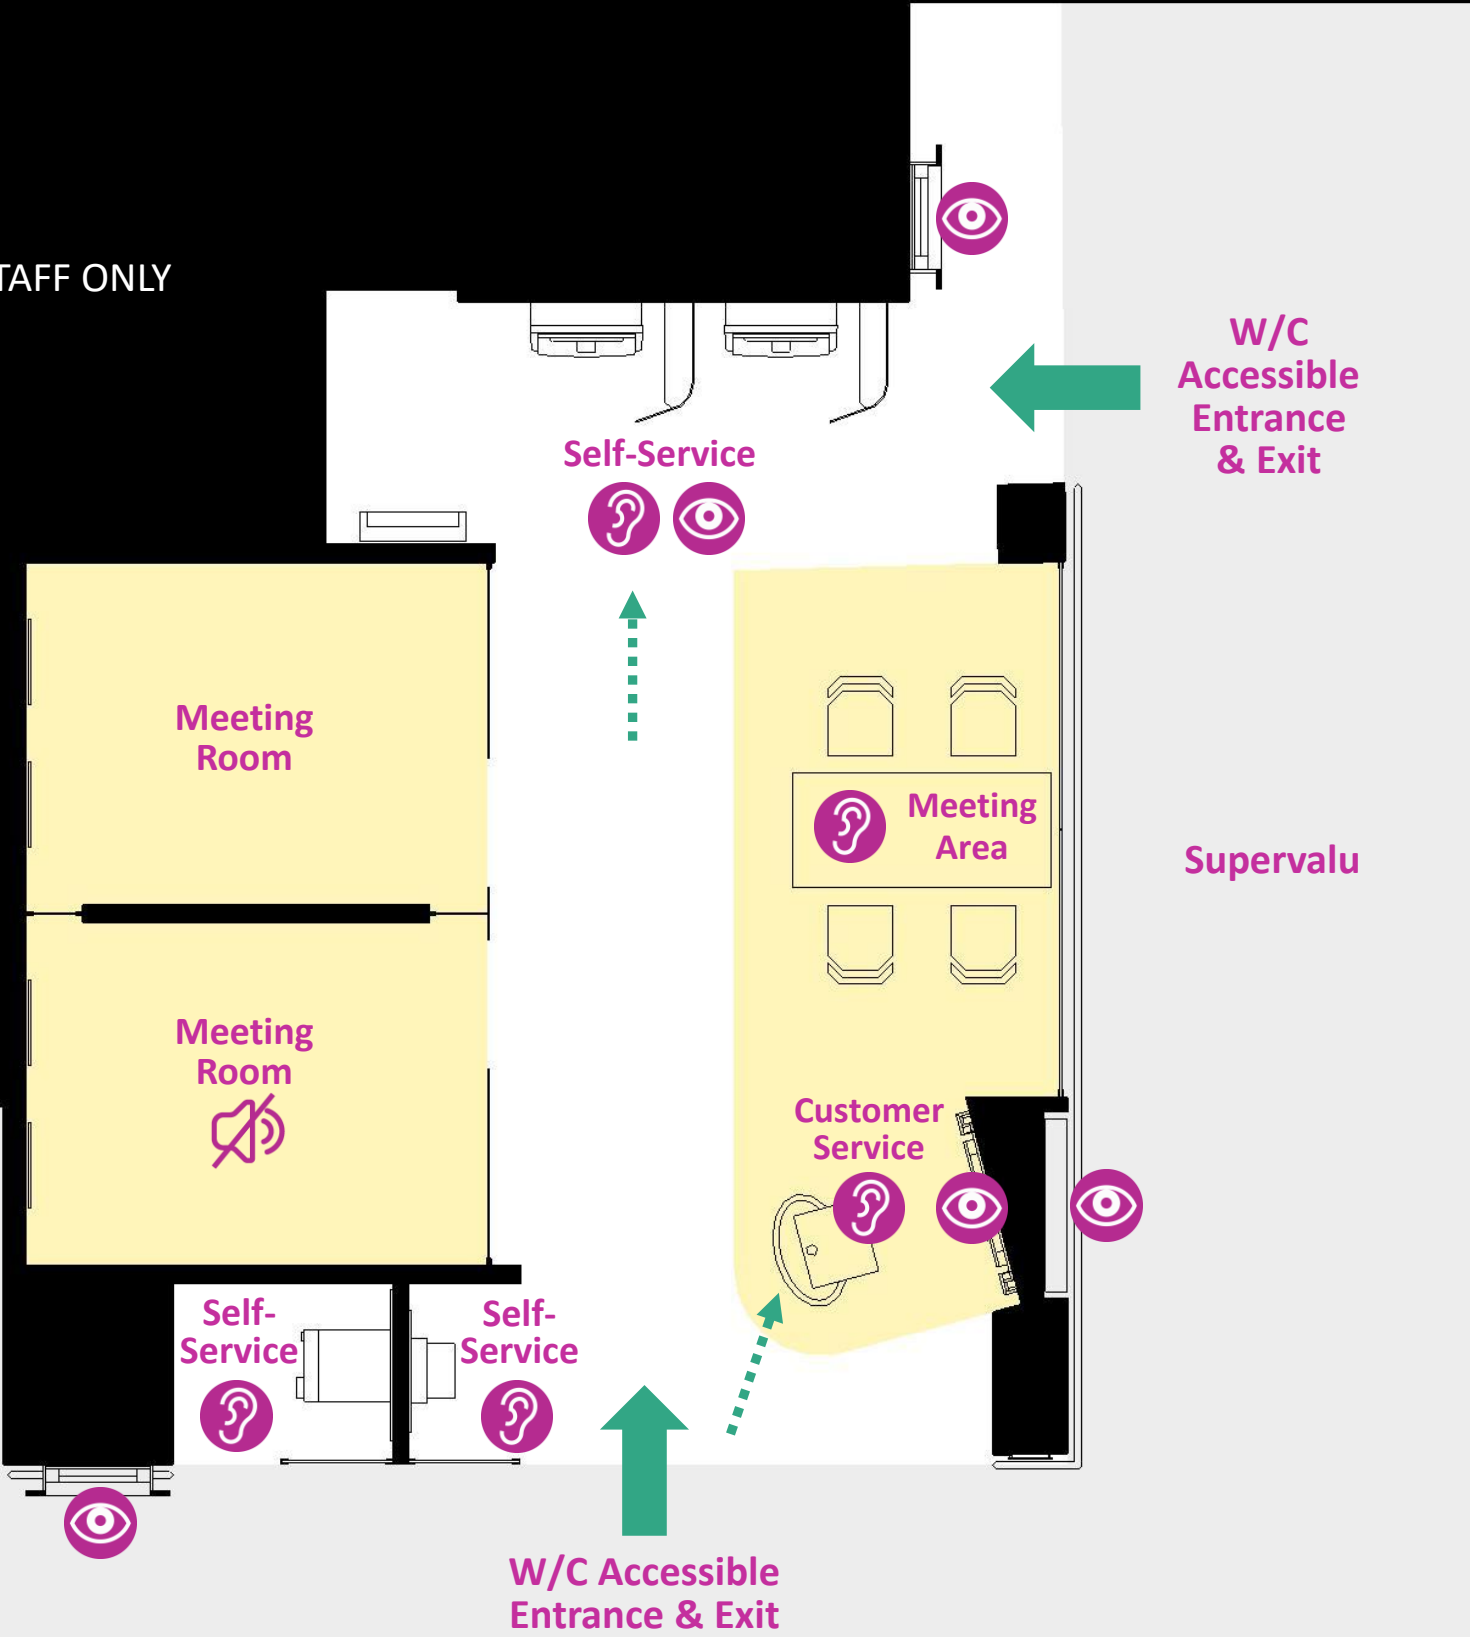 TAFF ONLY
W/C
Accessible
Entrance
& Exit
Self-Service
Meeting
Room
Meeting
Area
Supervalu
Meeting
Room
Customer
Service
Self-
Service
Self-
Service
W/C Accessible
Entrance & Exit